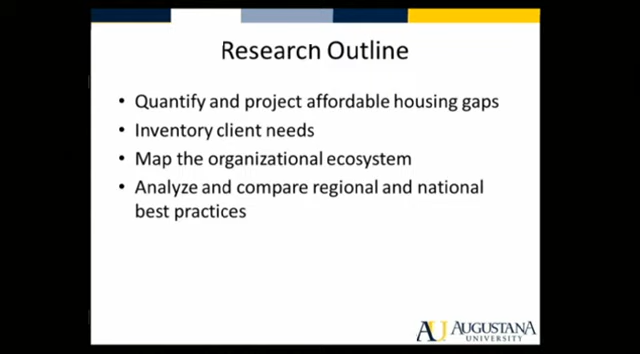 Research Outline
• Quantify and project affordable housing gaps
• Inventory client needs
• Map the organizational ecosystem
• Analyze and compare regional and national
best practices
AU AUGUSTANA
UNIVERSITY